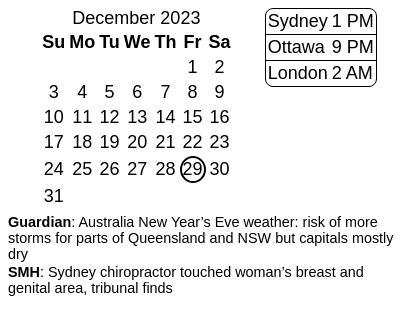 December 2023
Su Mo Tu We Th Fr Sa
1 2
3 4 5 6 7 8 9
10 11 12 13 14 15 16
17 18 19 20 21 22 23
24 25 26 27 28 29 30
31
Sydney 1 PM
Ottawa 9 PM
London 2 AM
Guardian: Australia New Year’s Eve weather: risk of more
storms for parts of Queensland and NSW but capitals mostly
dry
SMH: Sydney chiropractor touched woman’s breast and
genital area, tribunal finds